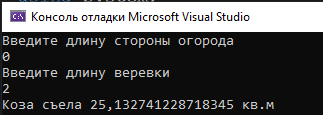 Консоль отладки Microsoft Visual Studio
Введите длину стороны огорода
0
Введите длину веревки
2
Коза съела 25,132741228718345 кв.м